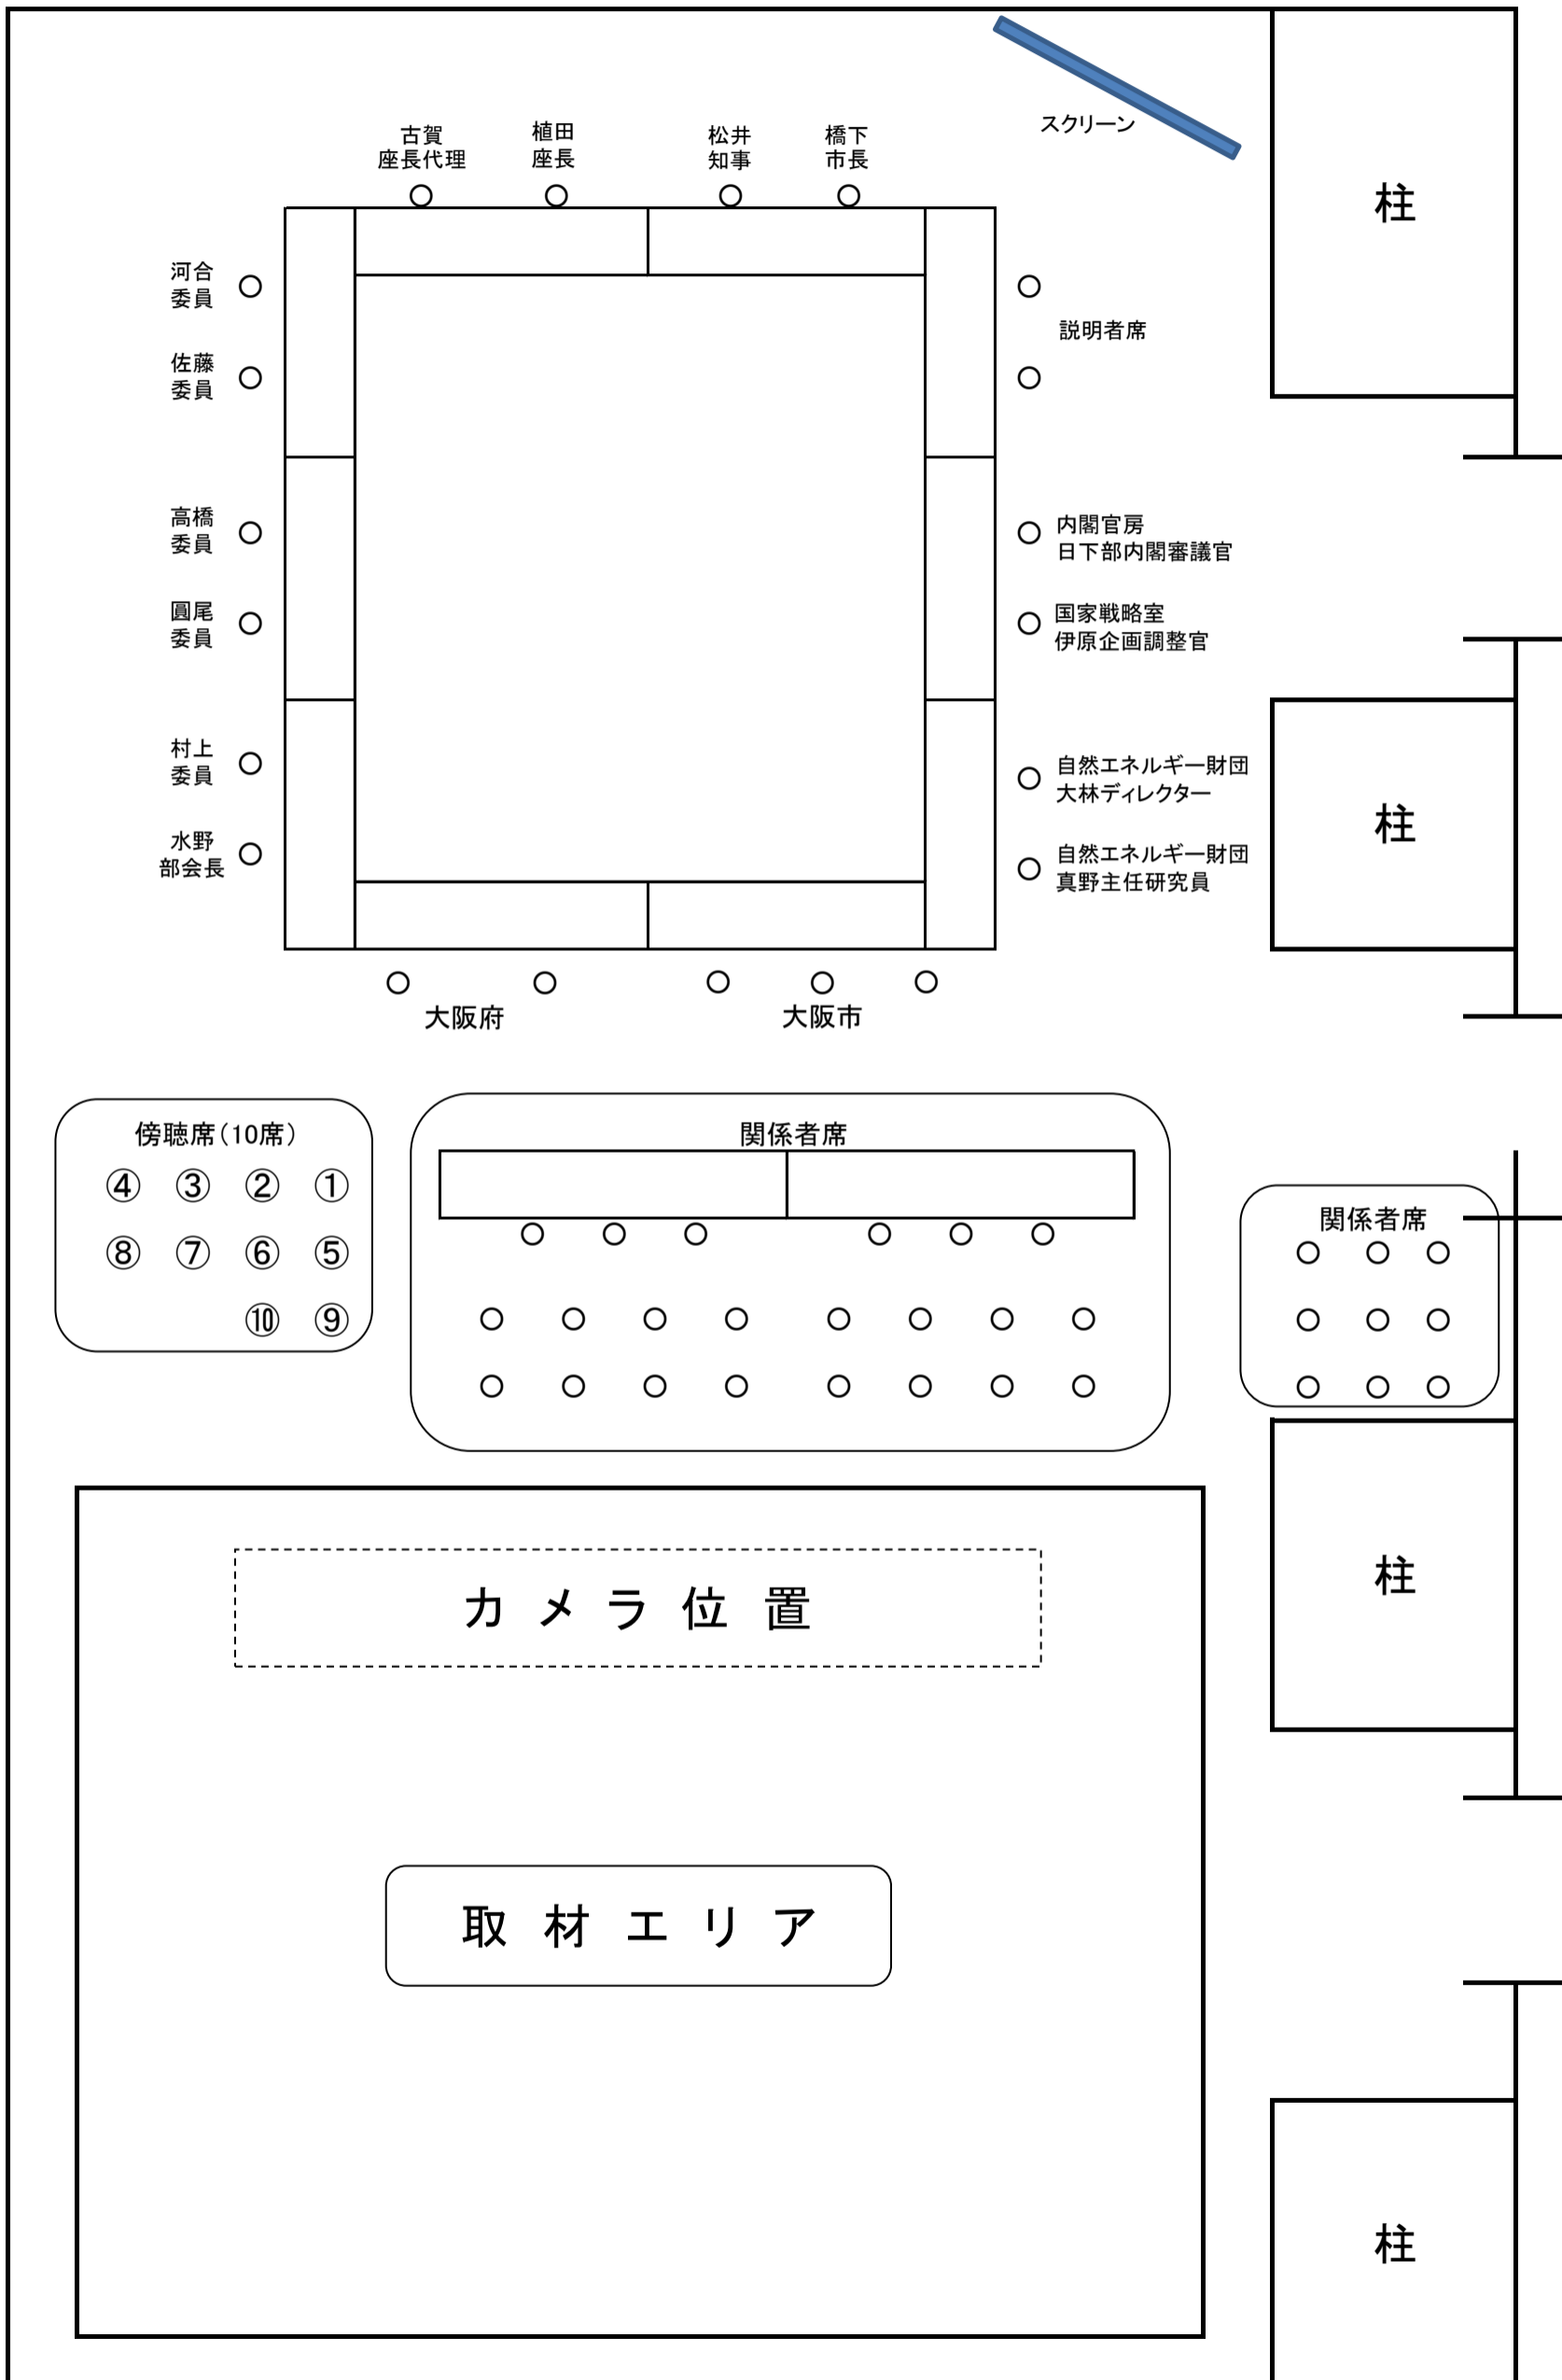 スクリーン
古賀
座長代理
植田
座長
松井
知事
橋下
市長
柱
河合
委員
説明者席
佐藤
委員
高橋
委員
内閣官房
日下部内閣審議官
圓尾
委員
国家戦略室
伊原企画調整官
村上
委員
自然エネルギー財団
大林ディレクター
柱
水野
部会長
自然エネルギー財団
真野主任研究員
大阪府
大阪市
傍聴席(10席)
④ ③ ② ①
⑧ ⑦ ⑥ ⑤
⑩ ⑨
関係者席
関係者席
柱
カメラ位置
取材エリア
柱